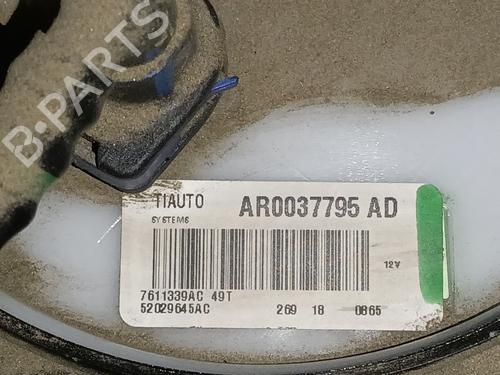 B-PARTS
TIAUTO AR0037795 AD
SYSTEMS
12V
7611339AC 49T
52029645AC 269 18 0865